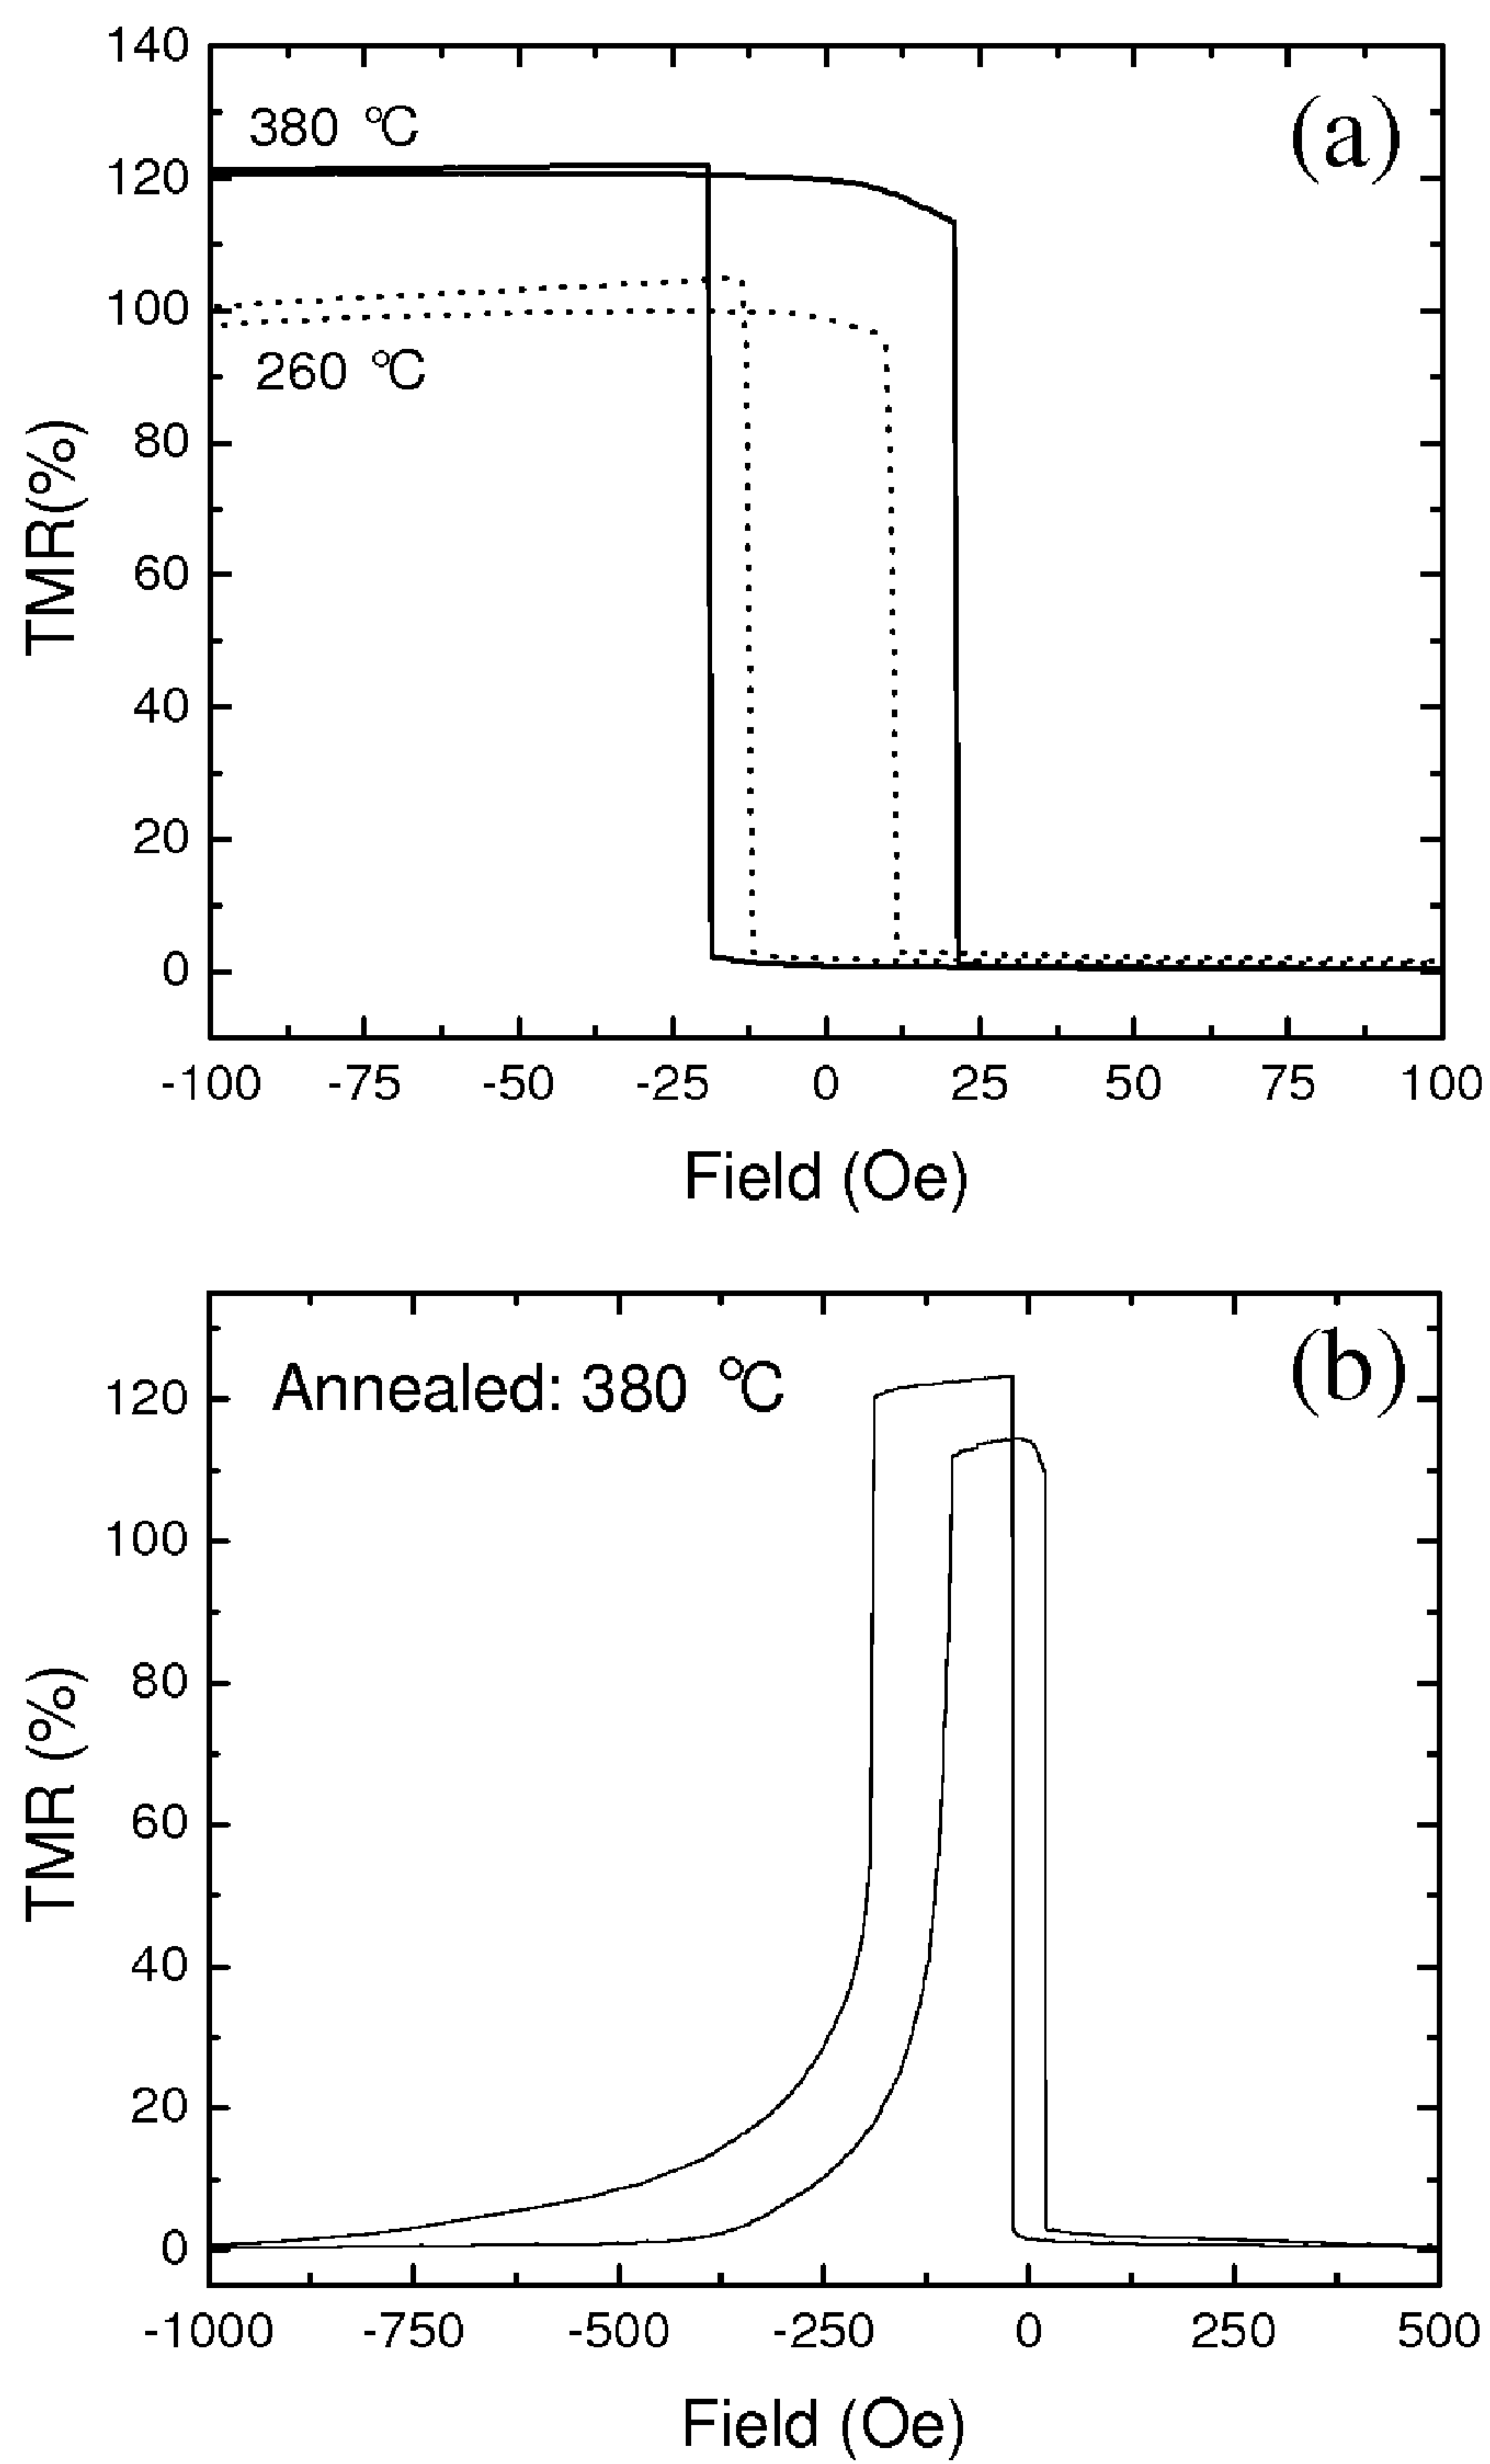 140
380 °C
(a)
120
100
260 °C
80
TMR(%)
60
40
20
0
-100 -75 -50 -25 0 25 50 75 100
Field (Oe)
(b)
Annealed: 380 °C
120
100
80
TMR (%)
60
40
20
0
-1000 -750 -500 -250 0 250 500
Field (Oe)